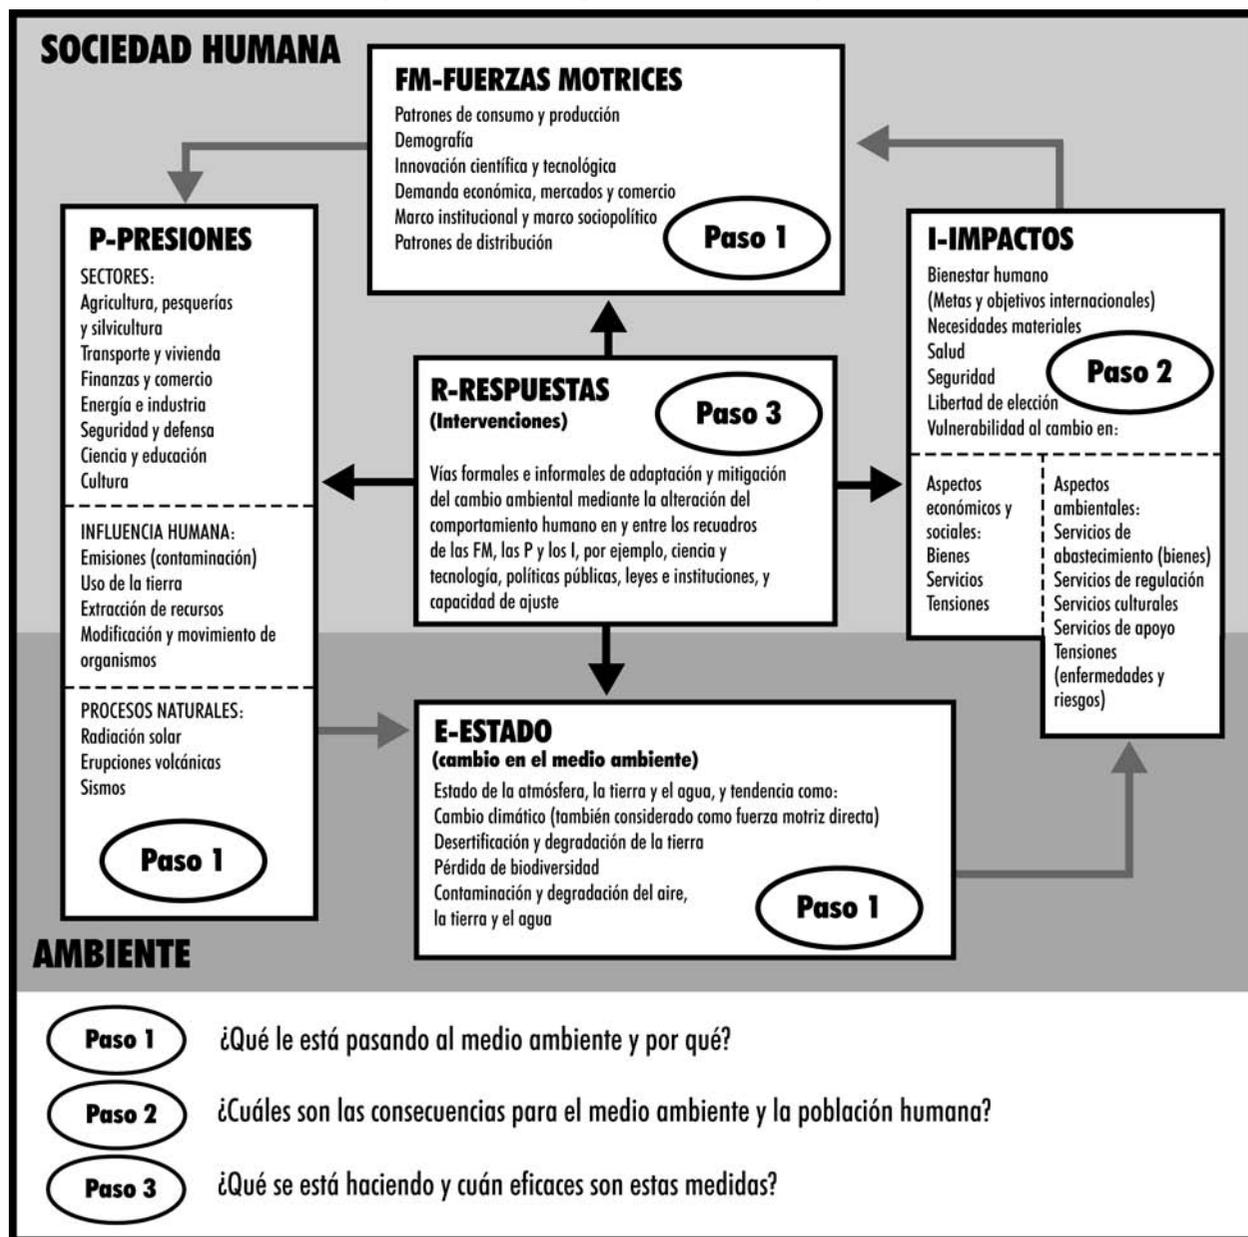 SOCIEDAD HUMANA
FM-FUERZAS MOTRICES
Patrones de consumo y producción
Demografía
Innovación científica y tecnológica
Demanda económica, mercados y comercio
Marco institucional y marco sociopolítico
Patrones de distribución
Paso 1
P-PRESIONES
SECTORES:
Agricultura, pesquerías
y silvicultura
Transporte y vivienda
Finanzas y comercio
Energía e industria
Seguridad y defensa
Ciencia y educación
Cultura
INFLUENCIA HUMANA:
Emisiones (contaminación)
Uso de la tierra
Extracción de recursos
Modificación y movimiento de
organismos
PROCESOS NATURALES:
Radiación solar
Erupciones volcánicas
Sismos
Paso 1
R-RESPUESTAS
(Intervenciones)
Paso 3
Vías formales e informales de adaptación y mitigación
del cambio ambiental mediante la alteración del
comportamiento humano en y entre los recuadros
de las FM, las P y los I, por ejemplo, ciencia y
tecnología, políticas públicas, leyes e instituciones, y
capacidad de ajuste
I-IMPACTOS
Bienestar humano
(Metas y objetivos internacionales)
Necesidades materiales
Salud
Seguridad
Libertad de elección
Vulnerabilidad al cambio en:
Paso 2
Aspectos
económicos y
sociales:
Bienes
Servicios
Tensiones
Aspectos
ambientales:
Servicios de
abastecimiento (bienes)
Servicios de regulación
Servicios culturales
Servicios de apoyo
Tensiones
(enfermedades y
riesgos)
E-ESTADO
(cambio en el medio ambiente)
Estado de la atmósfera, la tierra y el agua, y tendencia como:
Cambio climático (también considerado como fuerza motriz directa)
Desertificación y degradación de la tierra
Pérdida de biodiversidad
Contaminación y degradación del aire,
la tierra y el agua
Paso 1
AMBIENTE
Paso 1 ¿Qué le está pasando al medio ambiente y por qué?
Paso 2 ¿Cuáles son las consecuencias para el medio ambiente y la población humana?
Paso 3 ¿Qué se está haciendo y cuán eficaces son estas medidas?